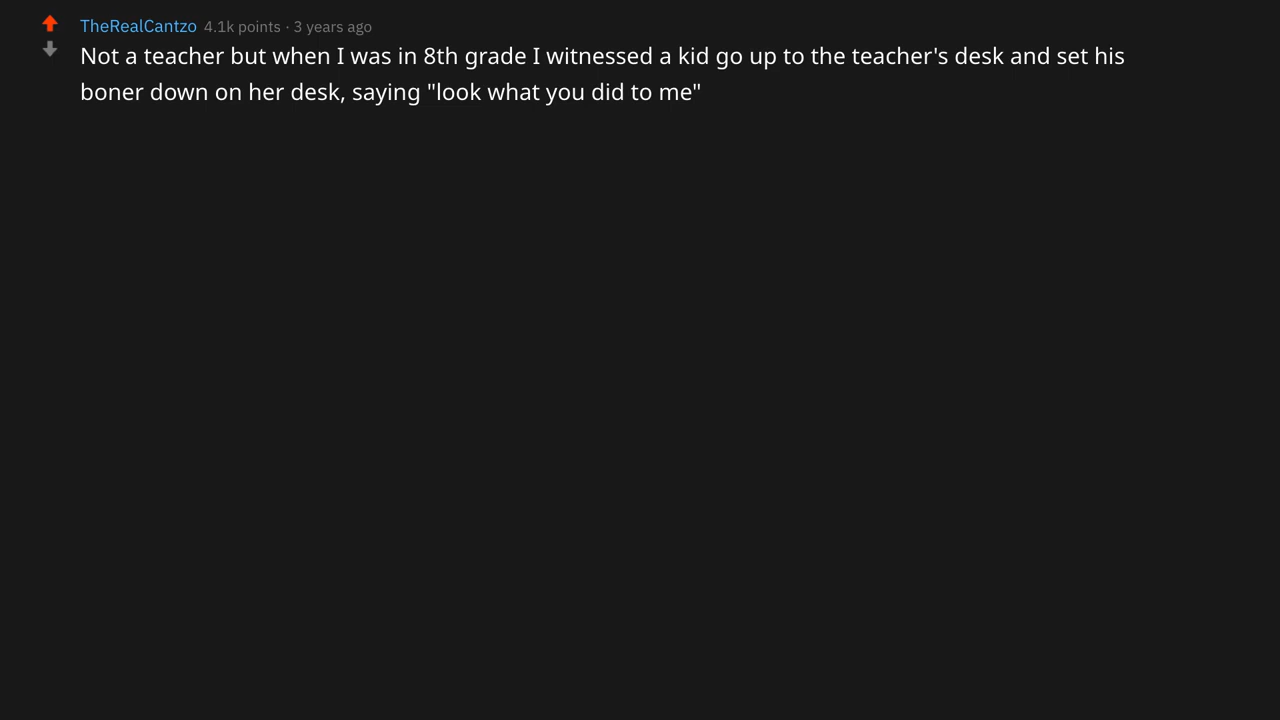 TheRealCantzo 4.1k points · 3 years ago
Not a teacher but when I was in 8th grade I witnessed a kid go up to the teacher's desk and set his
boner down on her desk, saying "look what you did to me"